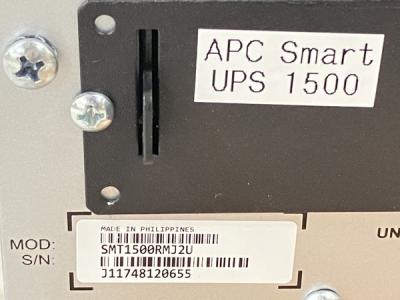 APC Smart
UPS 1500
UN
MADE IN PHILIPPINES
MOD: SMT1500RMJ2U
S/N: J11748120655